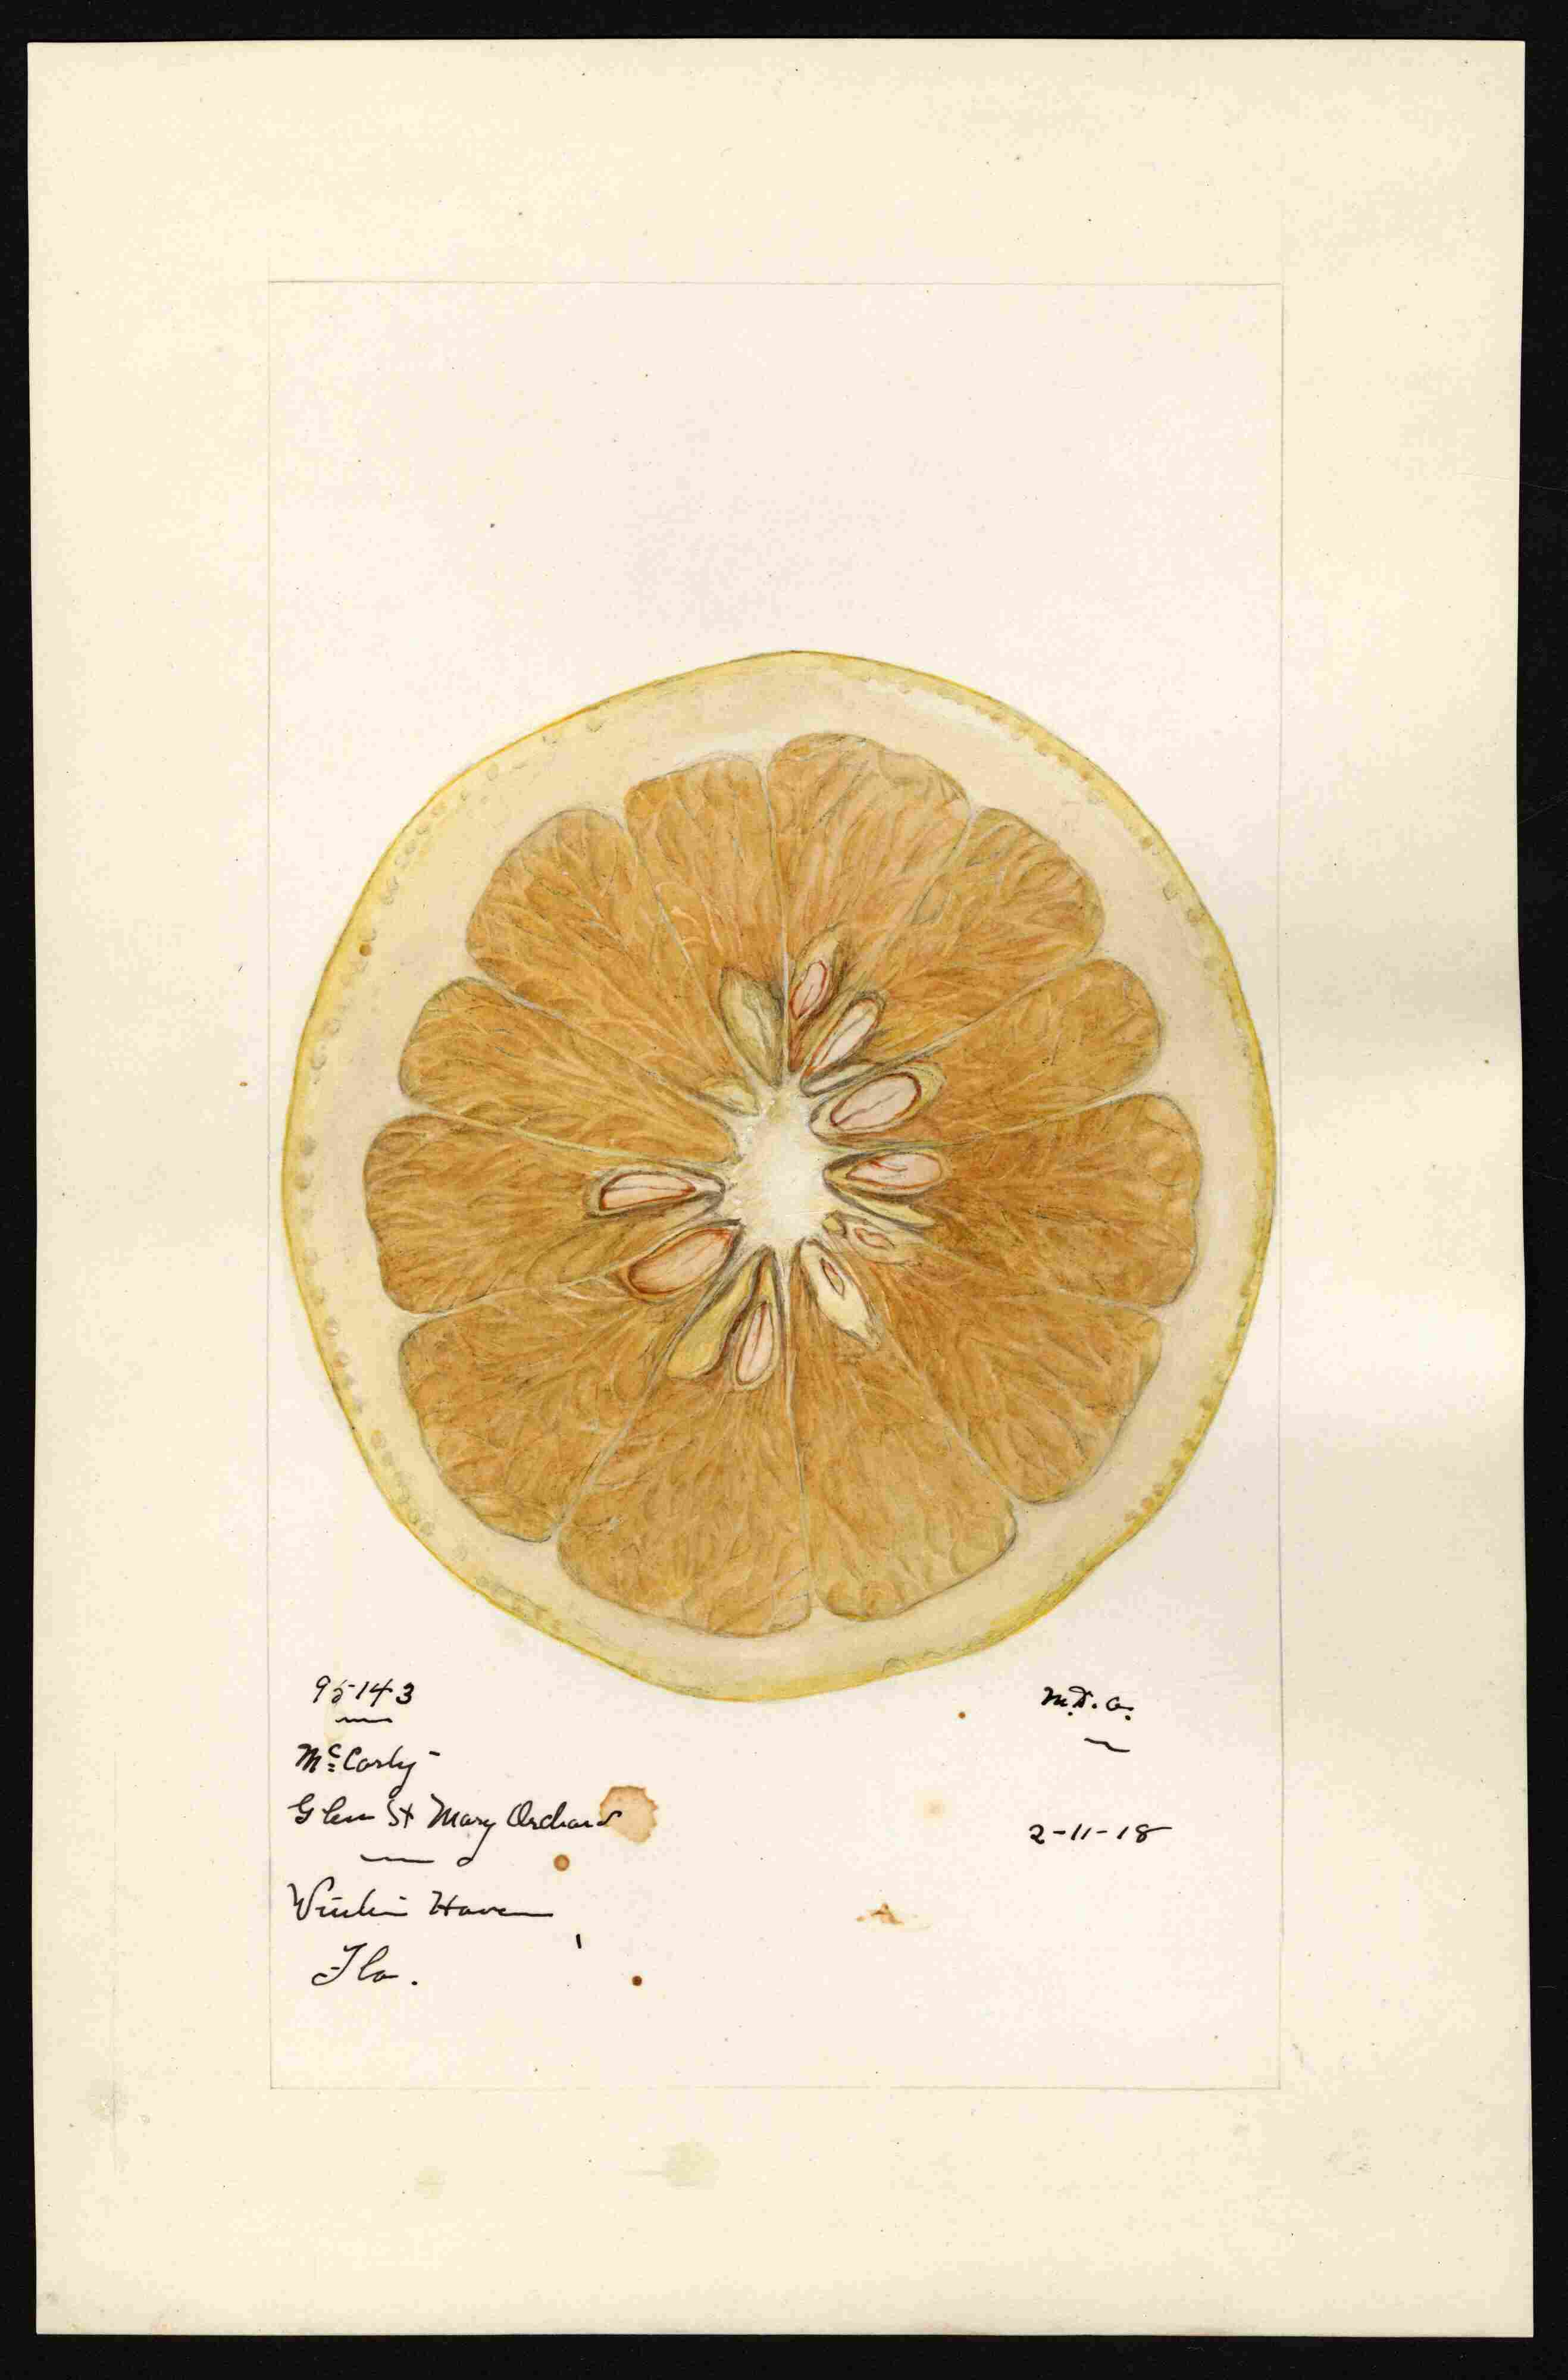 95143
McCarty
Glen St Mary Orchard
Winter Haven
Fla.
M.D.A.
2-11-18